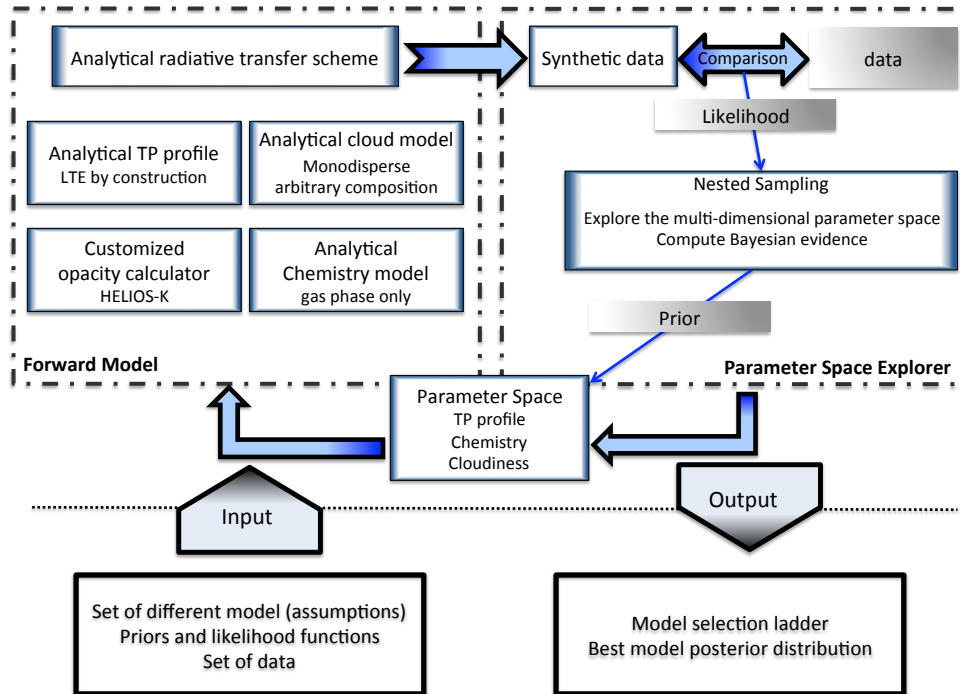 Analytical radiative transfer scheme
Synthetic data
Comparison
data
Likelihood
Analytical TP profile
LTE by construction
Analytical cloud model
Monodisperse
arbitrary composition
Nested Sampling
Explore the multi-dimensional parameter space
Compute Bayesian evidence
Customized
opacity calculator
HELIOS-K
Analytical
Chemistry model
gas phase only
Prior
Forward Model
Parameter Space Explorer
Parameter Space
TP profile
Chemistry
Cloudiness
Input
Output
Set of different model (assumptions)
Priors and likelihood functions
Set of data
Model selection ladder
Best model posterior distribution